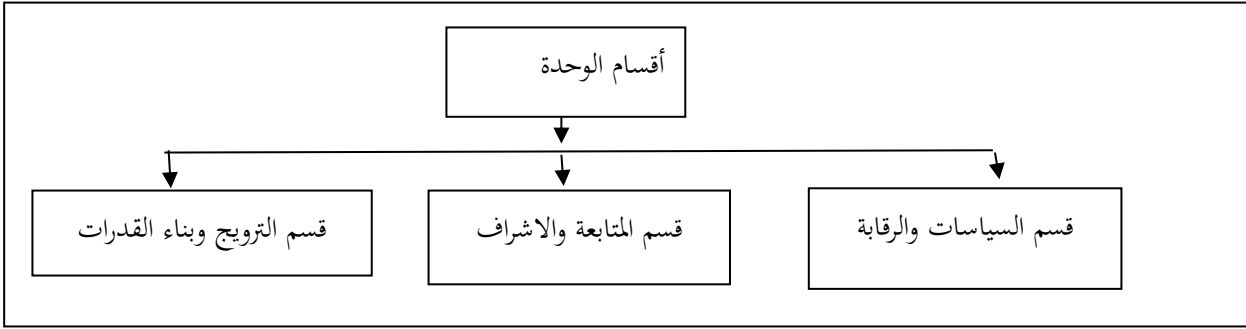 أقسام الوحدة
قسم السياسات والرقابة
قسم المتابعة والاشراف
قسم الترويج وبناء القدرات